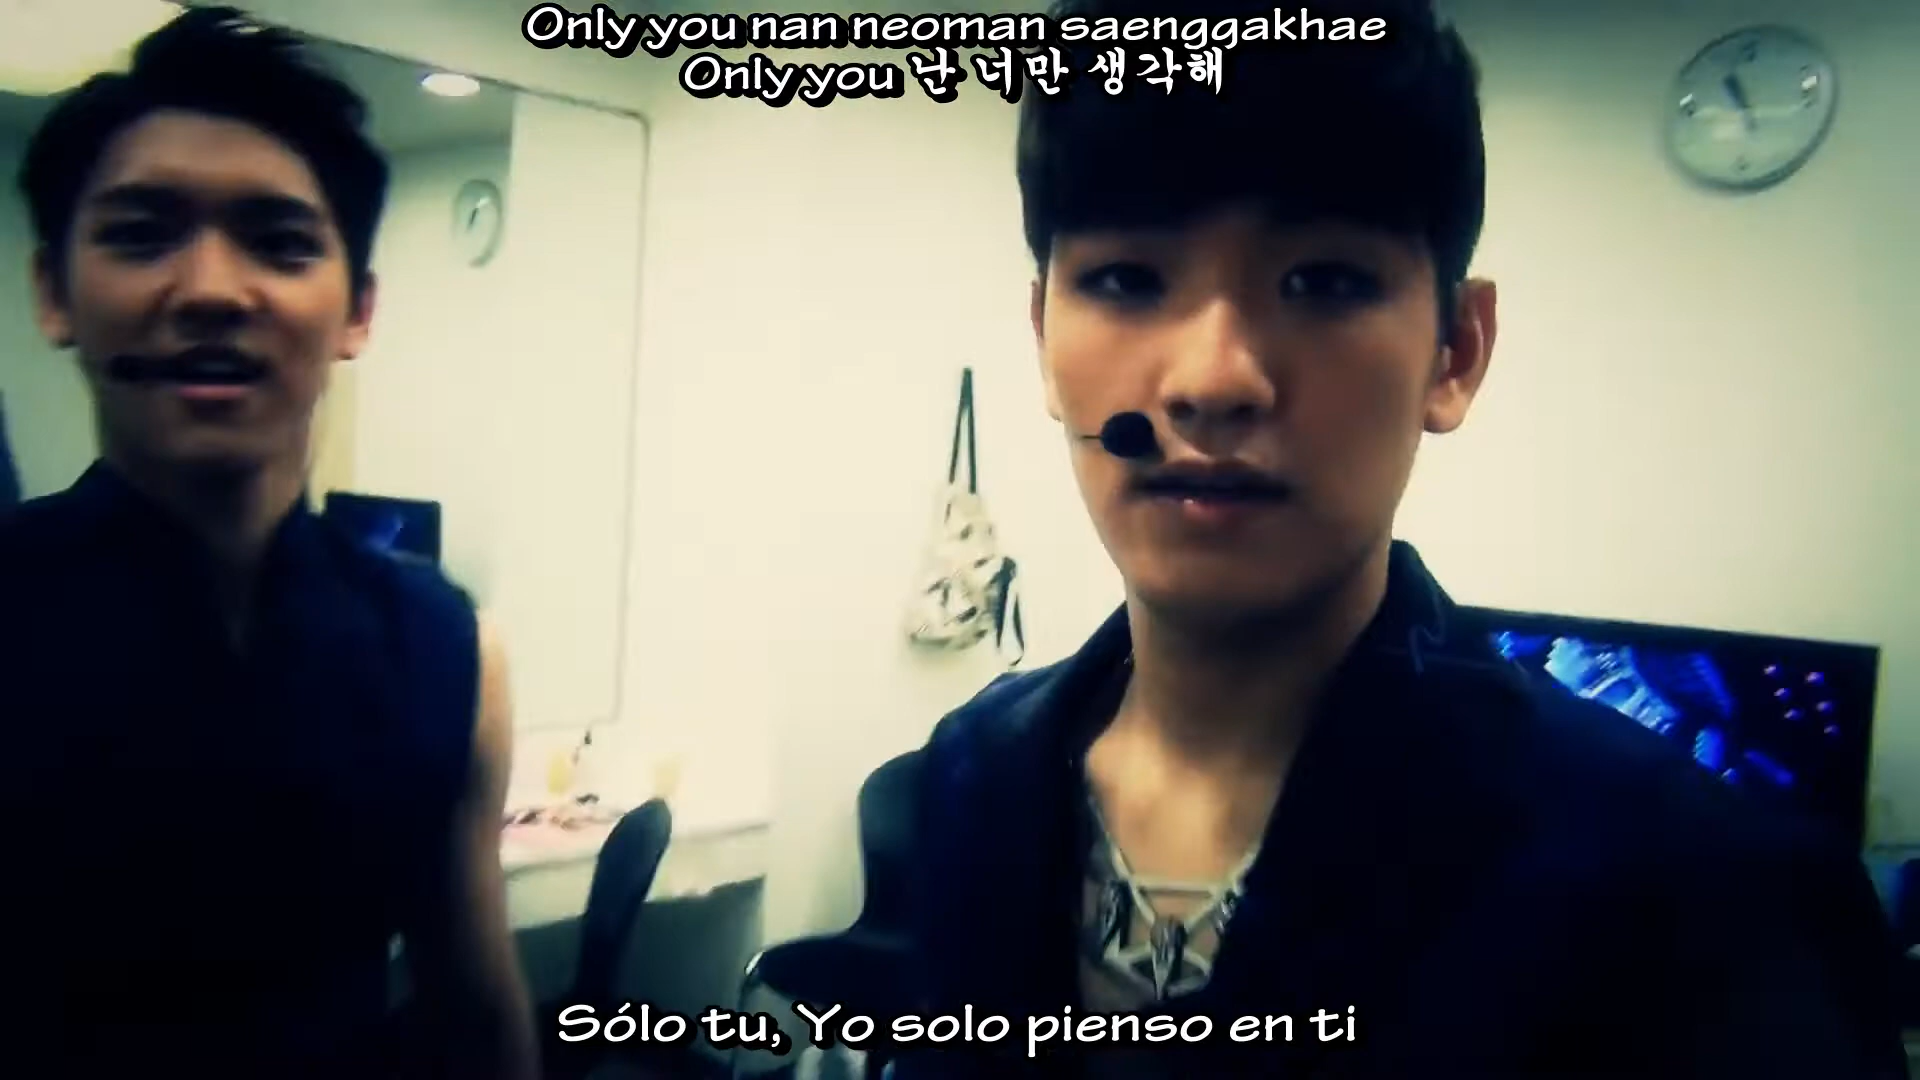 Only you nan neoman saenggakhae
Only you 난 너만 생각해
Sólo tu, Yo solo pienso en ti